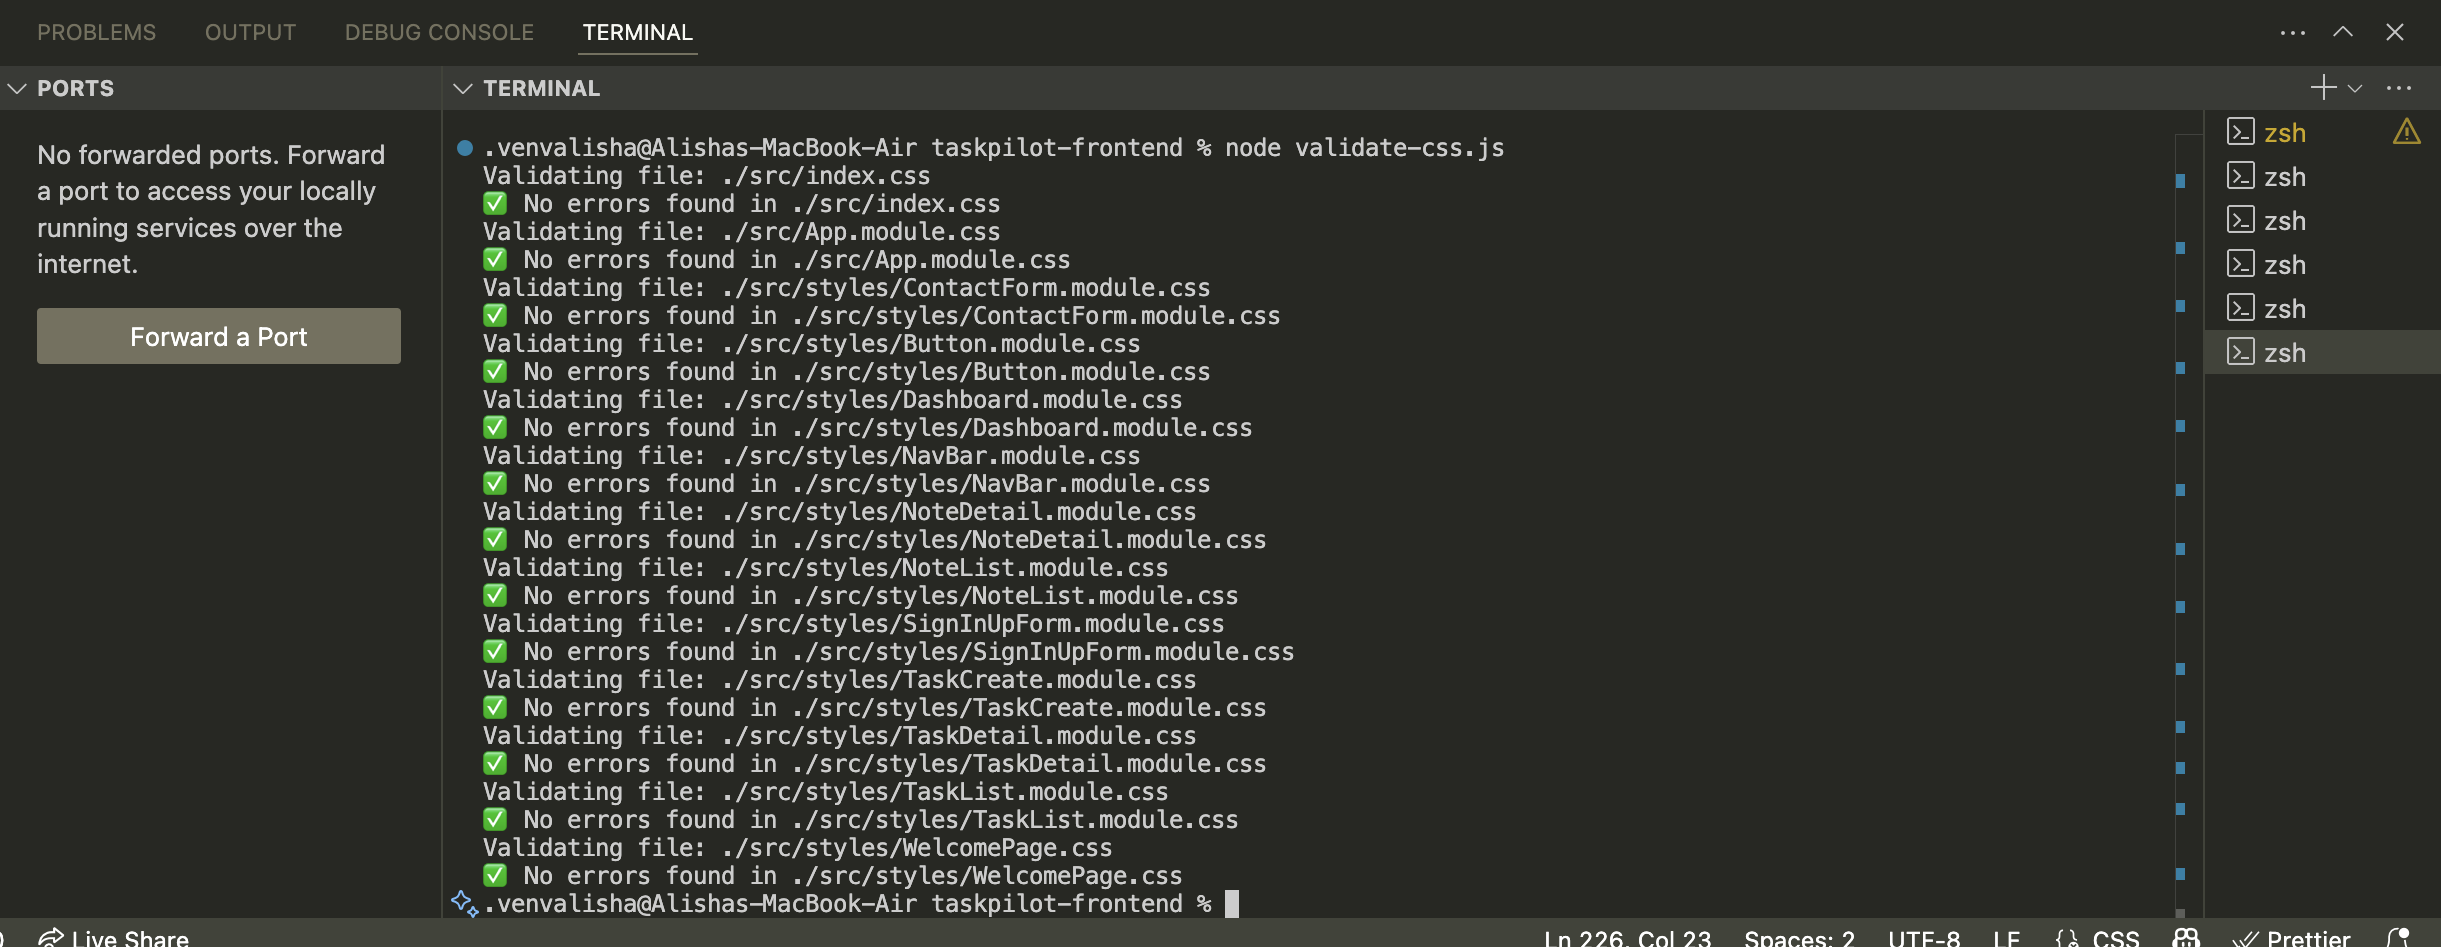 PROBLEMS OUTPUT DEBUG CONSOLE TERMINAL
PORTS
No forwarded ports. Forward
a port to access your locally
running services over the
internet.
Forward a Port
TERMINAL
.venvalisha@Alishas-MacBook-Air taskpilot-frontend % node validate-css.js
Validating file: ./src/index.css
✅ No errors found in ./src/index.css
Validating file: ./src/App.module.css
✅ No errors found in ./src/App.module.css
Validating file: ./src/styles/ContactForm.module.css
✅ No errors found in ./src/styles/ContactForm.module.css
Validating file: ./src/styles/Button.module.css
✅ No errors found in ./src/styles/Button.module.css
Validating file: ./src/styles/Dashboard.module.css
✅ No errors found in ./src/styles/Dashboard.module.css
Validating file: ./src/styles/NavBar.module.css
✅ No errors found in ./src/styles/NavBar.module.css
Validating file: ./src/styles/NoteDetail.module.css
✅ No errors found in ./src/styles/NoteDetail.module.css
Validating file: ./src/styles/NoteList.module.css
✅ No errors found in ./src/styles/NoteList.module.css
Validating file: ./src/styles/SignInUpForm.module.css
✅ No errors found in ./src/styles/SignInUpForm.module.css
Validating file: ./src/styles/TaskCreate.module.css
✅ No errors found in ./src/styles/TaskCreate.module.css
Validating file: ./src/styles/TaskDetail.module.css
✅ No errors found in ./src/styles/TaskDetail.module.css
Validating file: ./src/styles/TaskList.module.css
✅ No errors found in ./src/styles/TaskList.module.css
Validating file: ./src/styles/WelcomePage.css
✅ No errors found in ./src/styles/WelcomePage.css
.venvalisha@Alishas-MacBook-Air taskpilot-frontend %
zsh
zsh
zsh
zsh
zsh
zsh
Live Share
Ln 226, Col 23 Spaces: 2 UTF-8 LF CSS Prettier